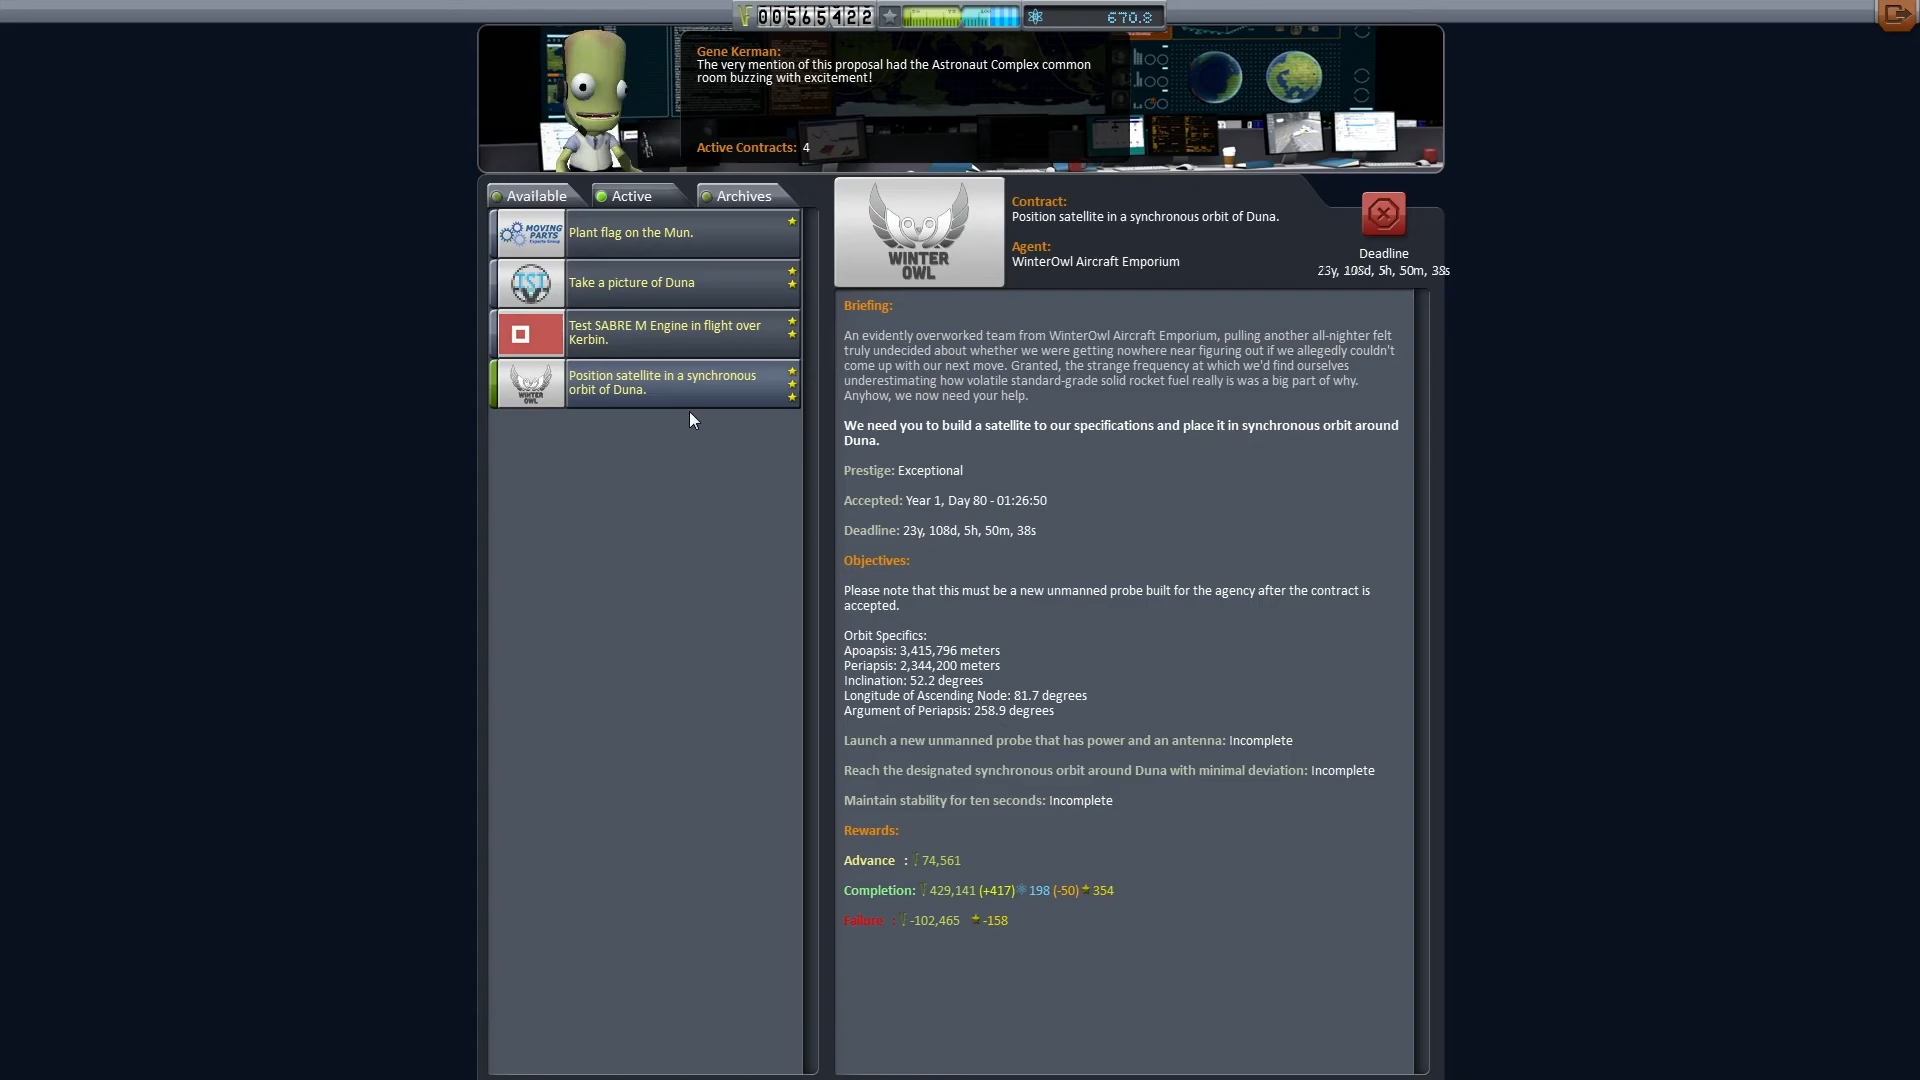 00565422
670.8
Gene Kerman:
The very mention of this proposal had the Astronaut Complex common
room buzzing with excitement!
Active Contracts: 4
Available
Active
Archives
MOVING
PARTS
Experts Group
Plant flag on the Mun.
Take a picture of Duna
Test SABRE M Engine in flight over
Kerbin.
WINTER
OWL
Position satellite in a synchronous
orbit of Duna.
WINTER
OWL
Contract:
Position satellite in a synchronous orbit of Duna.
Agent:
WinterOwl Aircraft Emporium
Deadline
23y, 108d, 5h, 50m, 38s
Briefing:
An evidently overworked team from WinterOwl Aircraft Emporium, pulling another all-nighter felt
truly undecided about whether we were getting nowhere near figuring out if we allegedly couldn't
come up with our next move. Granted, the strange frequency at which we'd find ourselves
underestimating how volatile standard-grade solid rocket fuel really is was a big part of why.
Anyhow, we now need your help.
We need you to build a satellite to our specifications and place it in synchronous orbit around
Duna.
Prestige: Exceptional
Accepted: Year 1, Day 80 - 01:26:50
Deadline: 23y, 108d, 5h, 50m, 38s
Objectives:
Please note that this must be a new unmanned probe built for the agency after the contract is
accepted.
Orbit Specifics:
Apoapsis: 3,415,796 meters
Periapsis: 2,344,200 meters
Inclination: 52.2 degrees
Longitude of Ascending Node: 81.7 degrees
Argument of Periapsis: 258.9 degrees
Launch a new unmanned probe that has power and an antenna: Incomplete
Reach the designated synchronous orbit around Duna with minimal deviation: Incomplete
Maintain stability for ten seconds: Incomplete
Rewards:
Advance : 74,561
Completion: 429,141 (+417) 198 (-50) 354
Failure : -102,465 -158